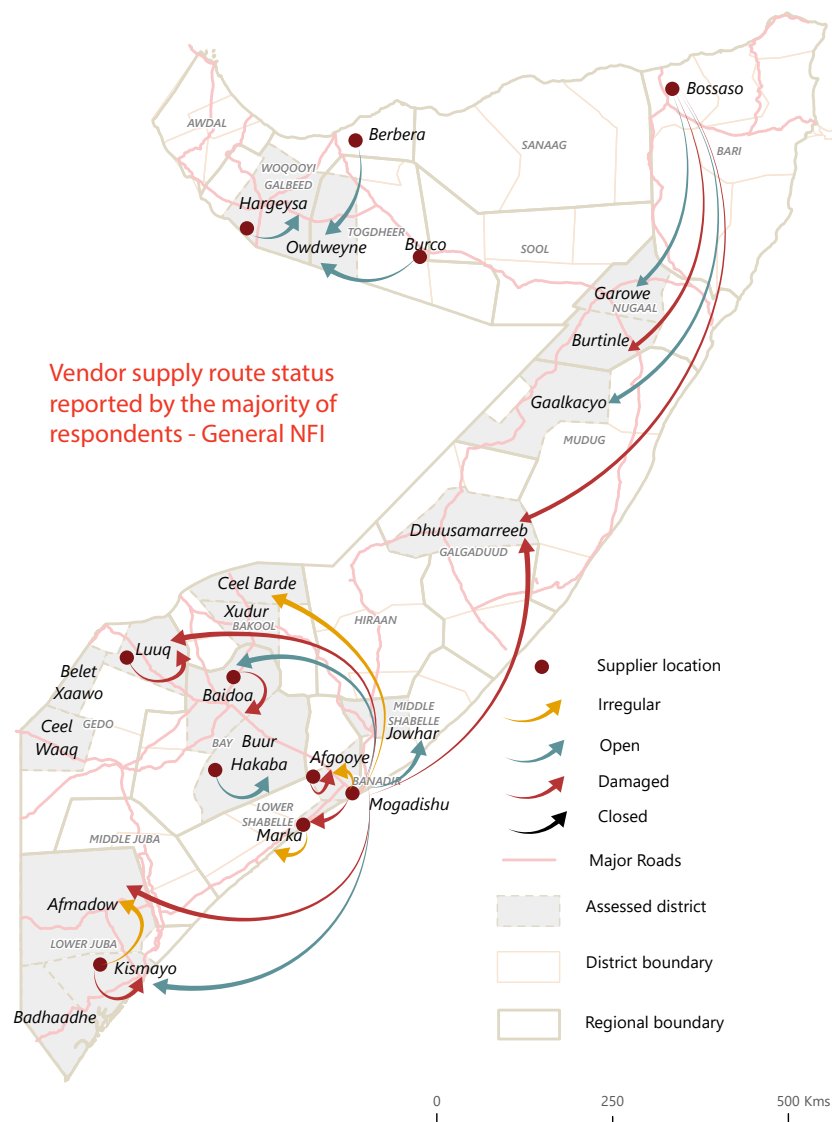 Bossaso
Berbera
AWDAL
SANAAG
BARI
WOQOOYI
GALBEED
Hargeysa
TOGDHEER
Burco
Owdweyne
SOOL
Garowe
NUGAAL
Burtinle
Vendor supply route status
reported by the majority of
respondents - General NFI
Gaalkacyo
MUDUG
Dhuusamarreeb
GALGADUUD
Ceel Barde
Xudur
BAKOOL
HIRAAN
Luuq
Belet
Xaawo
Baidoa
Ceel
Waaq
GEDO
BAY
Buur
Hakaba
MIDDLE
SHABELLE
Jowhar
Afgooye
BANADIR
Mogadishu
LOWER
SHABELLE
Marka
MIDDLE JUBA
Afmadow
LOWER JUBA
Kismayo
Badhaadhe
Supplier location
Irregular
Open
Damaged
Closed
Major Roads
Assessed district
District boundary
Regional boundary
0 250 500 Kms